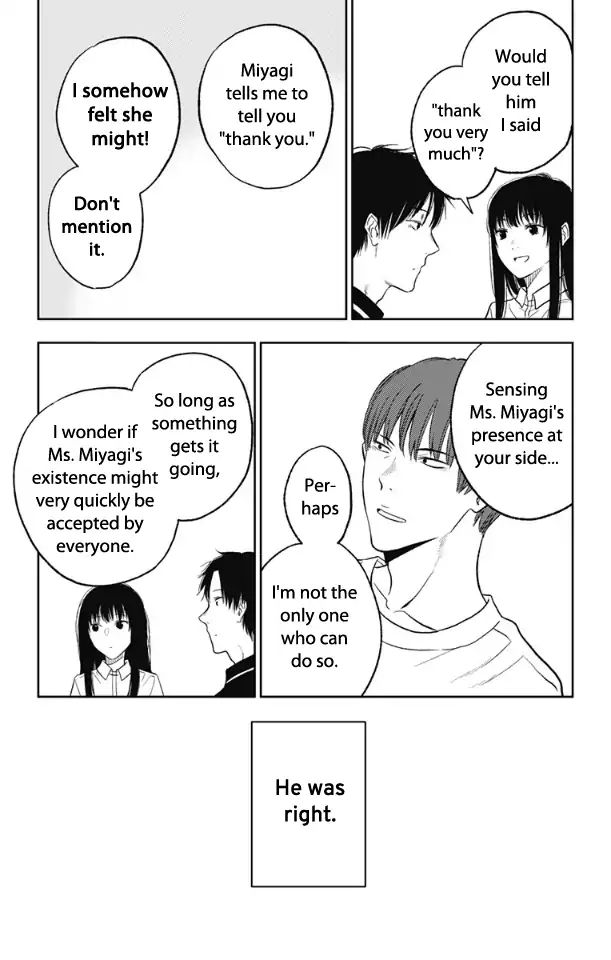 Would
you tell
him
I said
"thank
you very
much"?
Miyagi
tells me to
tell you
"thank you."
I somehow
felt she
might!
Don't
mention
it.
Sensing
Ms. Miyagi's
presence at
your side...
Per-
haps
I'm not the
only one
who can
do so.
So long as
something
gets it
going,
I wonder if
Ms. Miyagi's
existence might
very quickly be
accepted by
everyone.
He was
right.